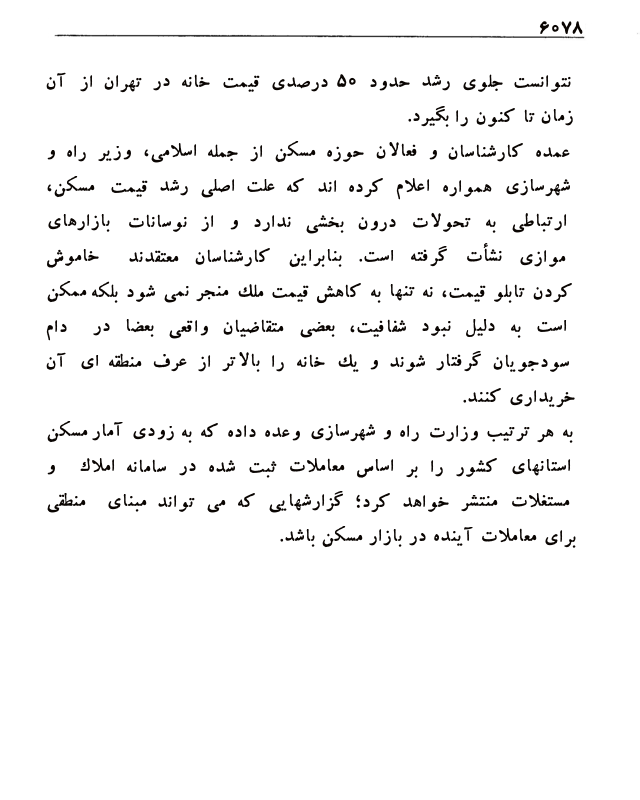 ۶۰۷۸
نتوانست جلوی رشد حدود ۵۰ درصدی قیمت خانه در تهران از آن
زمان تا کنون را بگیرد.
عمده کارشناسان و فعالان حوزه مسکن از جمله اسلامی، وزیر راه و
شهرسازی همواره اعلام کرده اند که علت اصلی رشد قیمت مسکن،
ارتباطی به تحولات درون بخشی ندارد و از نوسانات بازارهای
موازی نشأت گرفته است. بنابراین کارشناسان معتقدند خاموش
کردن تابلو قیمت، نه تنها به کاهش قیمت ملك منجر نمی شود بلکه ممکن
است به دلیل نبود شفافیت، بعضی متقاضیان واقعی بعضا در دام
سودجویان گرفتار شوند و یك خانه را بالاتر از عرف منطقه ای آن
خریداری کنند.
به هر ترتیب وزارت راه و شهرسازی وعده داده که به زودی آمار مسکن
استانهای کشور را بر اساس معاملات ثبت شده در سامانه املاك و
مستغلات منتشر خواهد کرد؛ گزارشهایی که می تواند مبنای منطقی
برای معاملات آینده در بازار مسکن باشد.